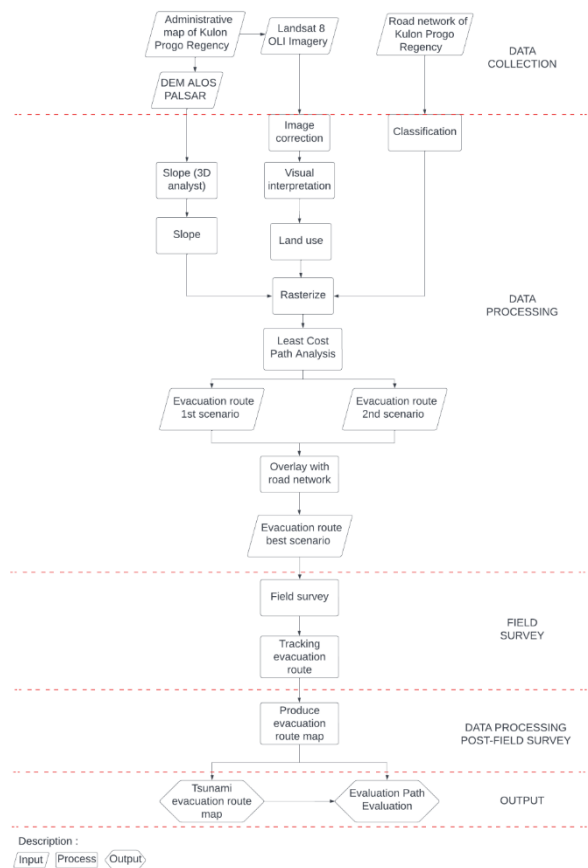 Administrative
map of Kulon
Progo Regency
Landsat 8
OLI Imagery
Road network of
Kulon Progo
Regency
DATA
COLLECTION
DEM ALOS
PALSAR
Image
correction
Classification
Slope (3D
analyst)
Visual
interpretation
Slope
Land use
Rasterize
DATA
PROCESSING
Least Cost
Path Analysis
Evacuation route
1st scenario
Evacuation route
2nd scenario
Overlay with
road network
Evacuation route
best scenario
Field survey
FIELD
SURVEY
Tracking
evacuation
route
Produce
evacuation
route map
DATA PROCESSING
POST-FIELD SURVEY
Tsunami
evacuation route
map
Evaluation Path
Evaluation
OUTPUT
Description :
Input
Process
Output